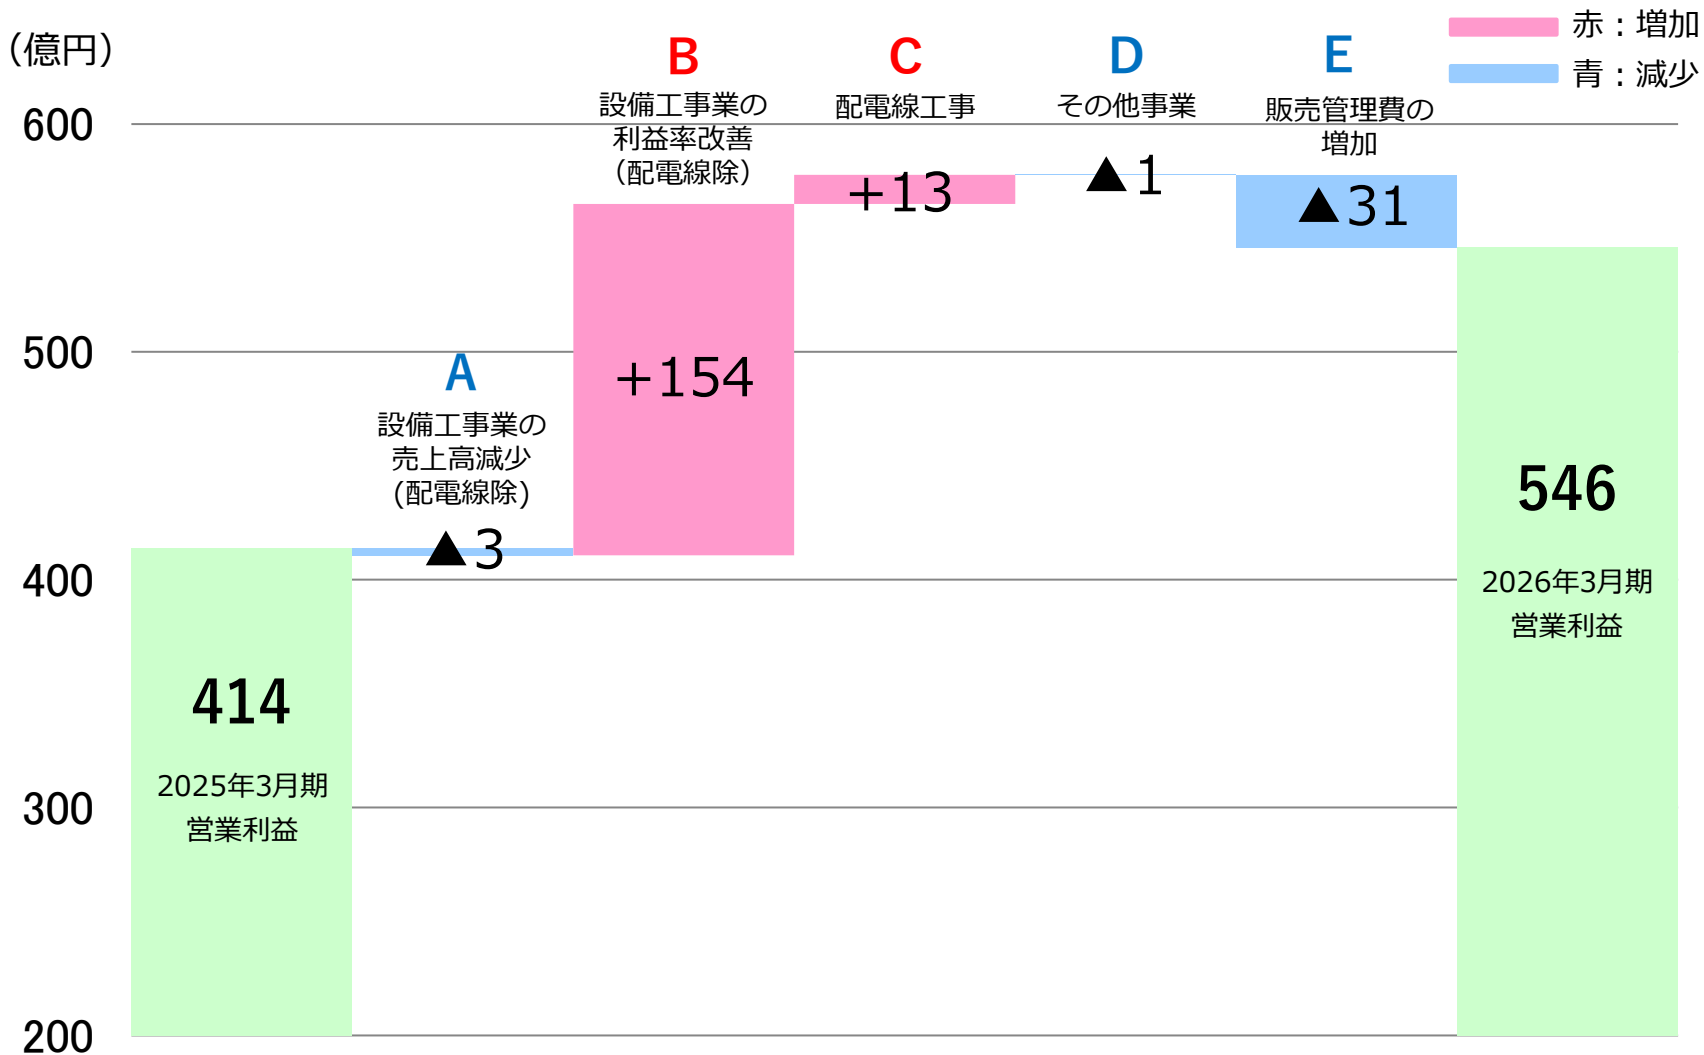 (億円)
赤：増加
青：減少
600
500
400
300
200
414
2025年3月期
営業利益
A
設備工事業の
売上高減少
(配電線除)
▲3
B
設備工事業の
利益率改善
(配電線除)
+154
C
配電線工事
+13
D
その他事業
▲1
E
販売管理費の
増加
▲31
546
2026年3月期
営業利益